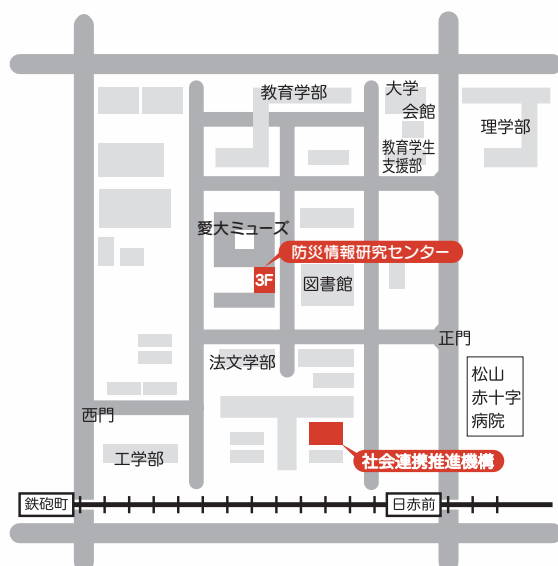 教育学部
大学
会館
理学部
教育学生
支援部
愛大ミューズ
防災情報研究センター
3F
図書館
正門
法文学部
松山
赤十字
病院
西門
工学部
社会連携推進機構
鉄砲町
日赤前